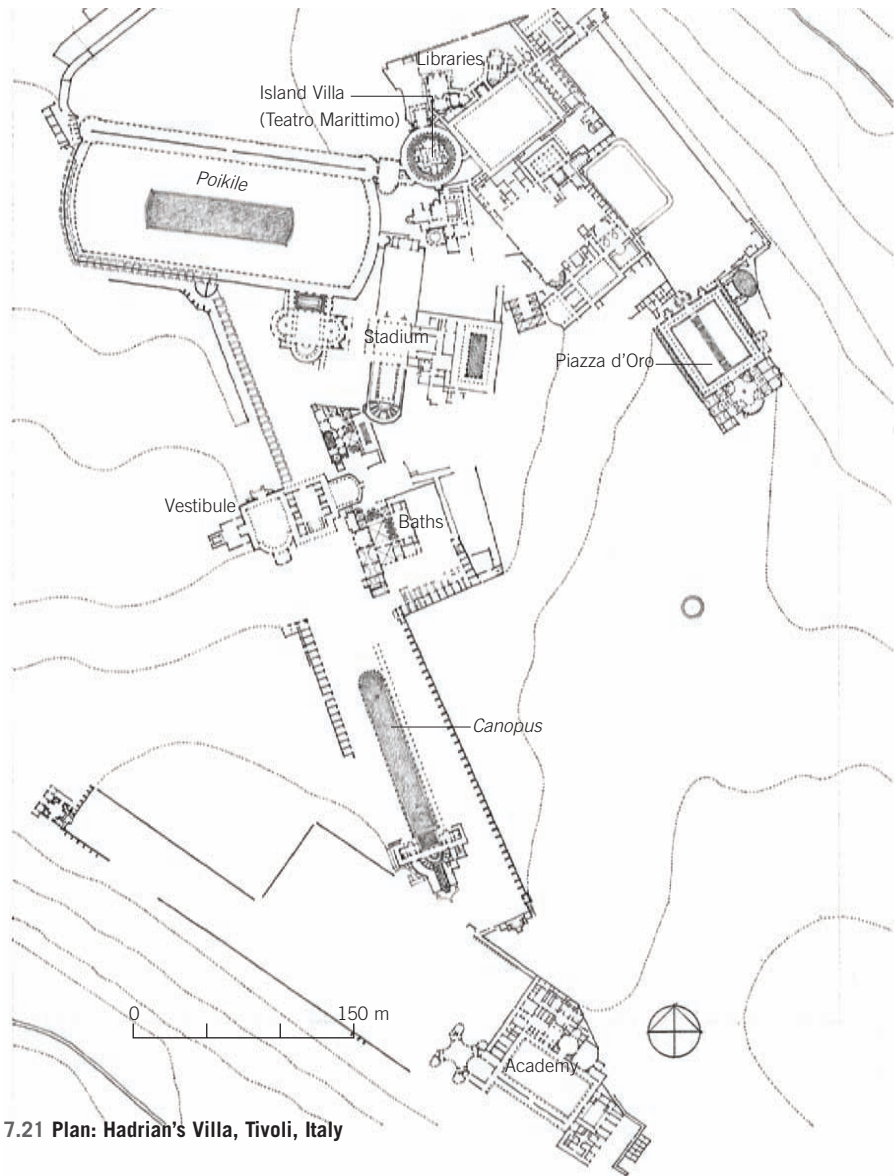 Libraries
Island Villa
(Teatro Marittimo)
Poikile
Stadium
Piazza d'Oro
Vestibule
Baths
Canopus
0 150 m
Academy
7.21 Plan: Hadrian's Villa, Tivoli, Italy